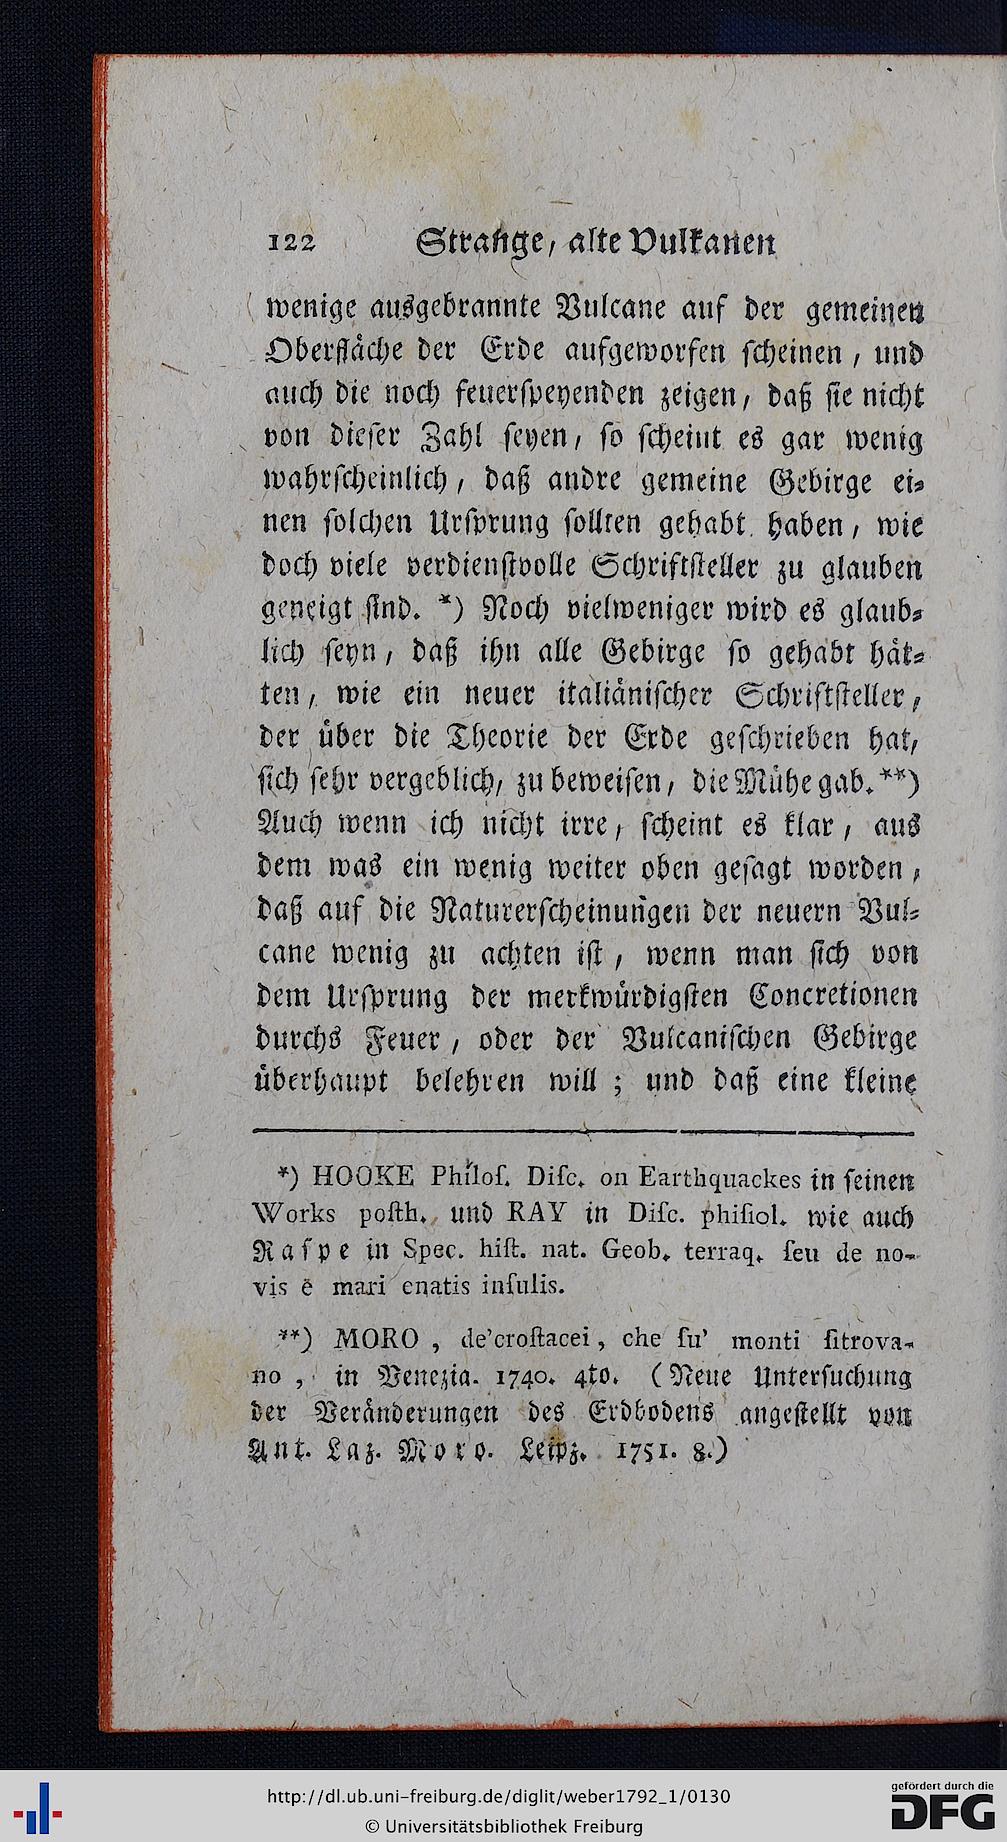 122 Strange, alte Vulkanen
wenige ausgebrannte Vulcane auf der gemeinen
Oberfläche der Erde aufgeworfen scheinen, und
auch die noch feuerspeyenden zeigen, daß sie nicht
von dieser Zahl seyen, so scheint es gar wenig
wahrscheinlich, daß andre gemeine Gebirge ei⸗
nen solchen Ursprung sollten gehabt haben, wie
doch viele verdienstvolle Schriftsteller zu glauben
geneigt sind. *) Noch vielweniger wird es glaub⸗
lich seyn, daß ihn alle Gebirge so gehabt hät⸗
ten, wie ein neuer italiänischer Schriftsteller,
der über die Theorie der Erde geschrieben hat,
sich sehr vergeblich, zu beweisen, die Mühe gab. **)
Auch wenn ich nicht irre, scheint es klar, aus
dem was ein wenig weiter oben gesagt worden,
daß auf die Naturerscheinungen der neuern Vul⸗
cane wenig zu achten ist, wenn man sich von
dem Ursprung der merkwürdigsten Concretionen
durchs Feuer, oder der Vulcanischen Gebirge
überhaupt belehren will; und daß eine kleine
*) HOOKE Philoſ. Diſc. on Earthquackes in seinen
Works poſth. und RAY in Diſc. phiſiol. wie auch
Raspe in Spec. hiſt. nat. Geob. terraq. ſeu de no-
vis e mari enatis inſulis.
**) MORO, de'croſtacei, che ſu' monti ſitrova-
no, in Venezia. 1740. 4to. (Neue Untersuchung
der Veränderungen des Erdbodens angestellt von
Ant. Laz. Moro. Leipz. 1751. 8.)
http://dl.ub.uni-freiburg.de/diglit/weber1792_1/0130
© Universitätsbibliothek Freiburg
gefördert durch die
DFG